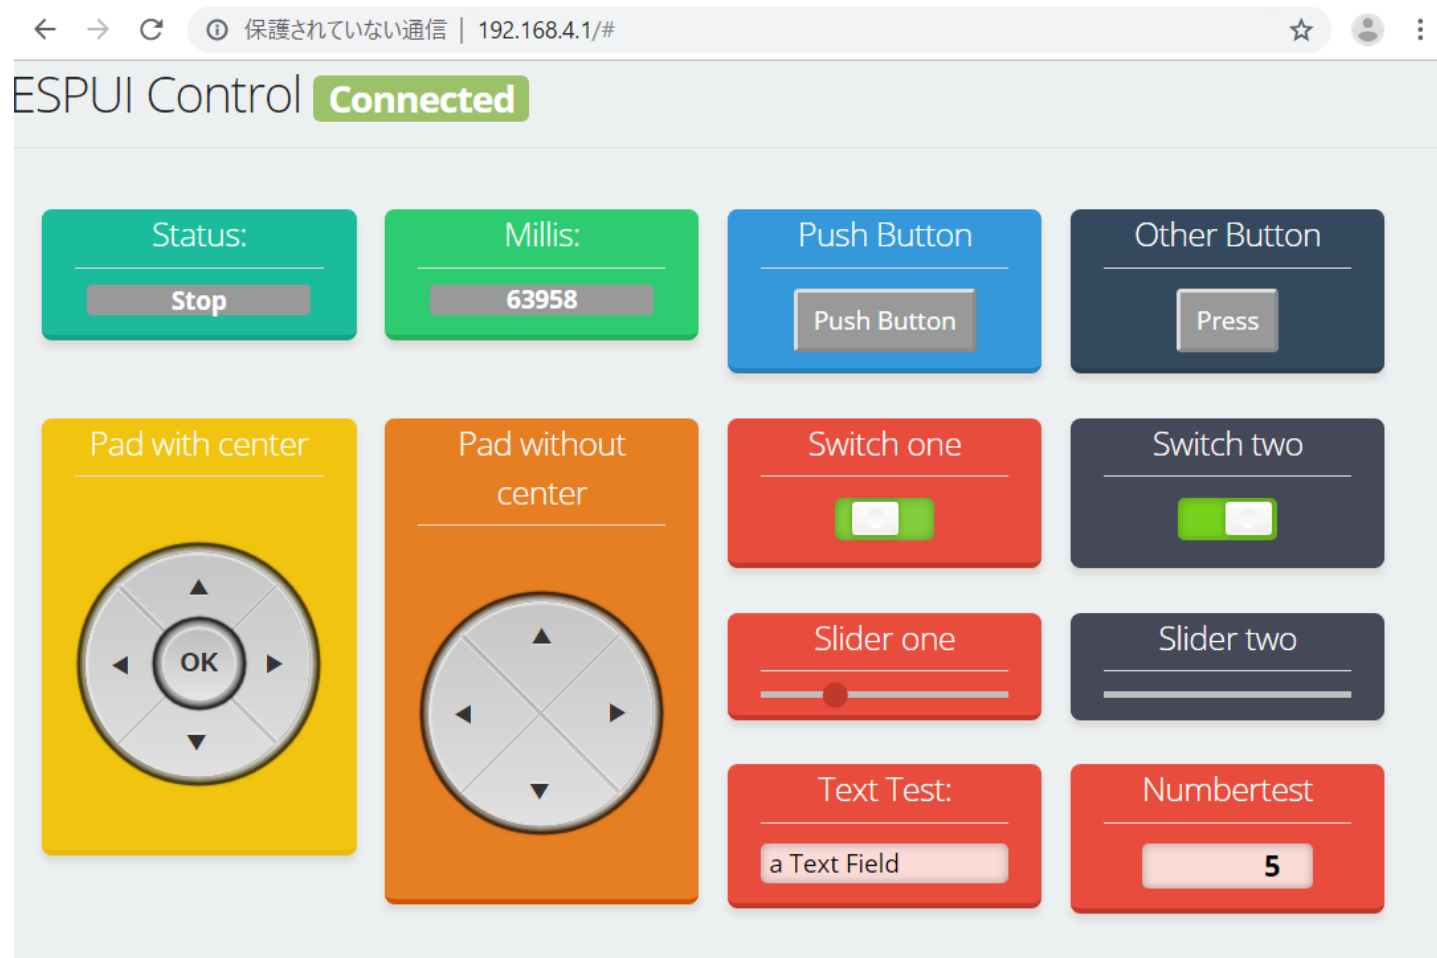 保護されていない通信 | 192.168.4.1/#
ESPUI Control Connected
Status:
Stop
Millis:
63958
Push Button
Push Button
Other Button
Press
Pad with center
OK
Pad without
center
Switch one
Switch two
Slider one
Slider two
Text Test:
a Text Field
Numbertest
5